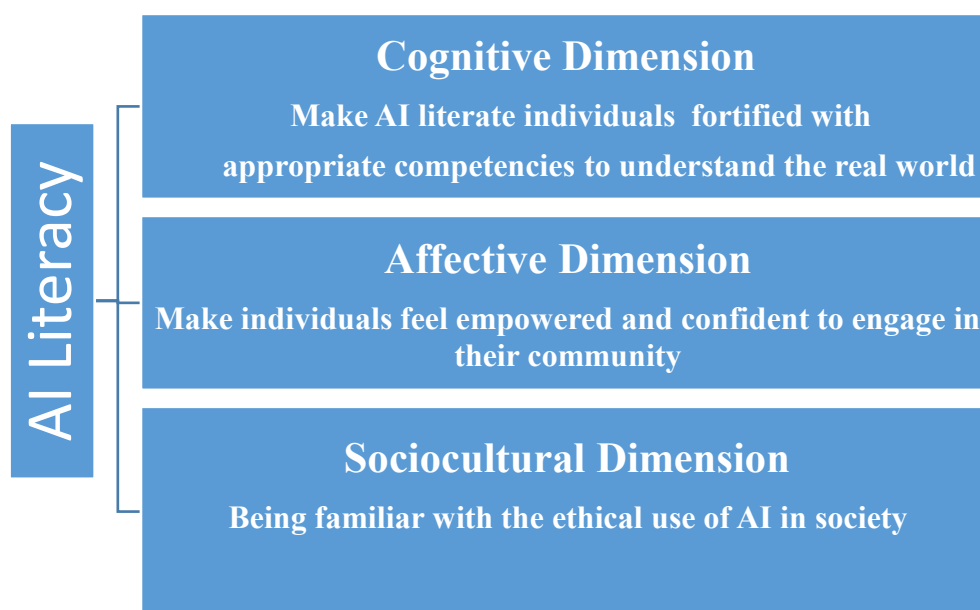 AI Literacy
Cognitive Dimension
Make AI literate individuals  fortified with
appropriate competencies to understand the real world
Affective Dimension
Make individuals feel empowered and confident to engage in
their community
Sociocultural Dimension
Being familiar with the ethical use of AI in society